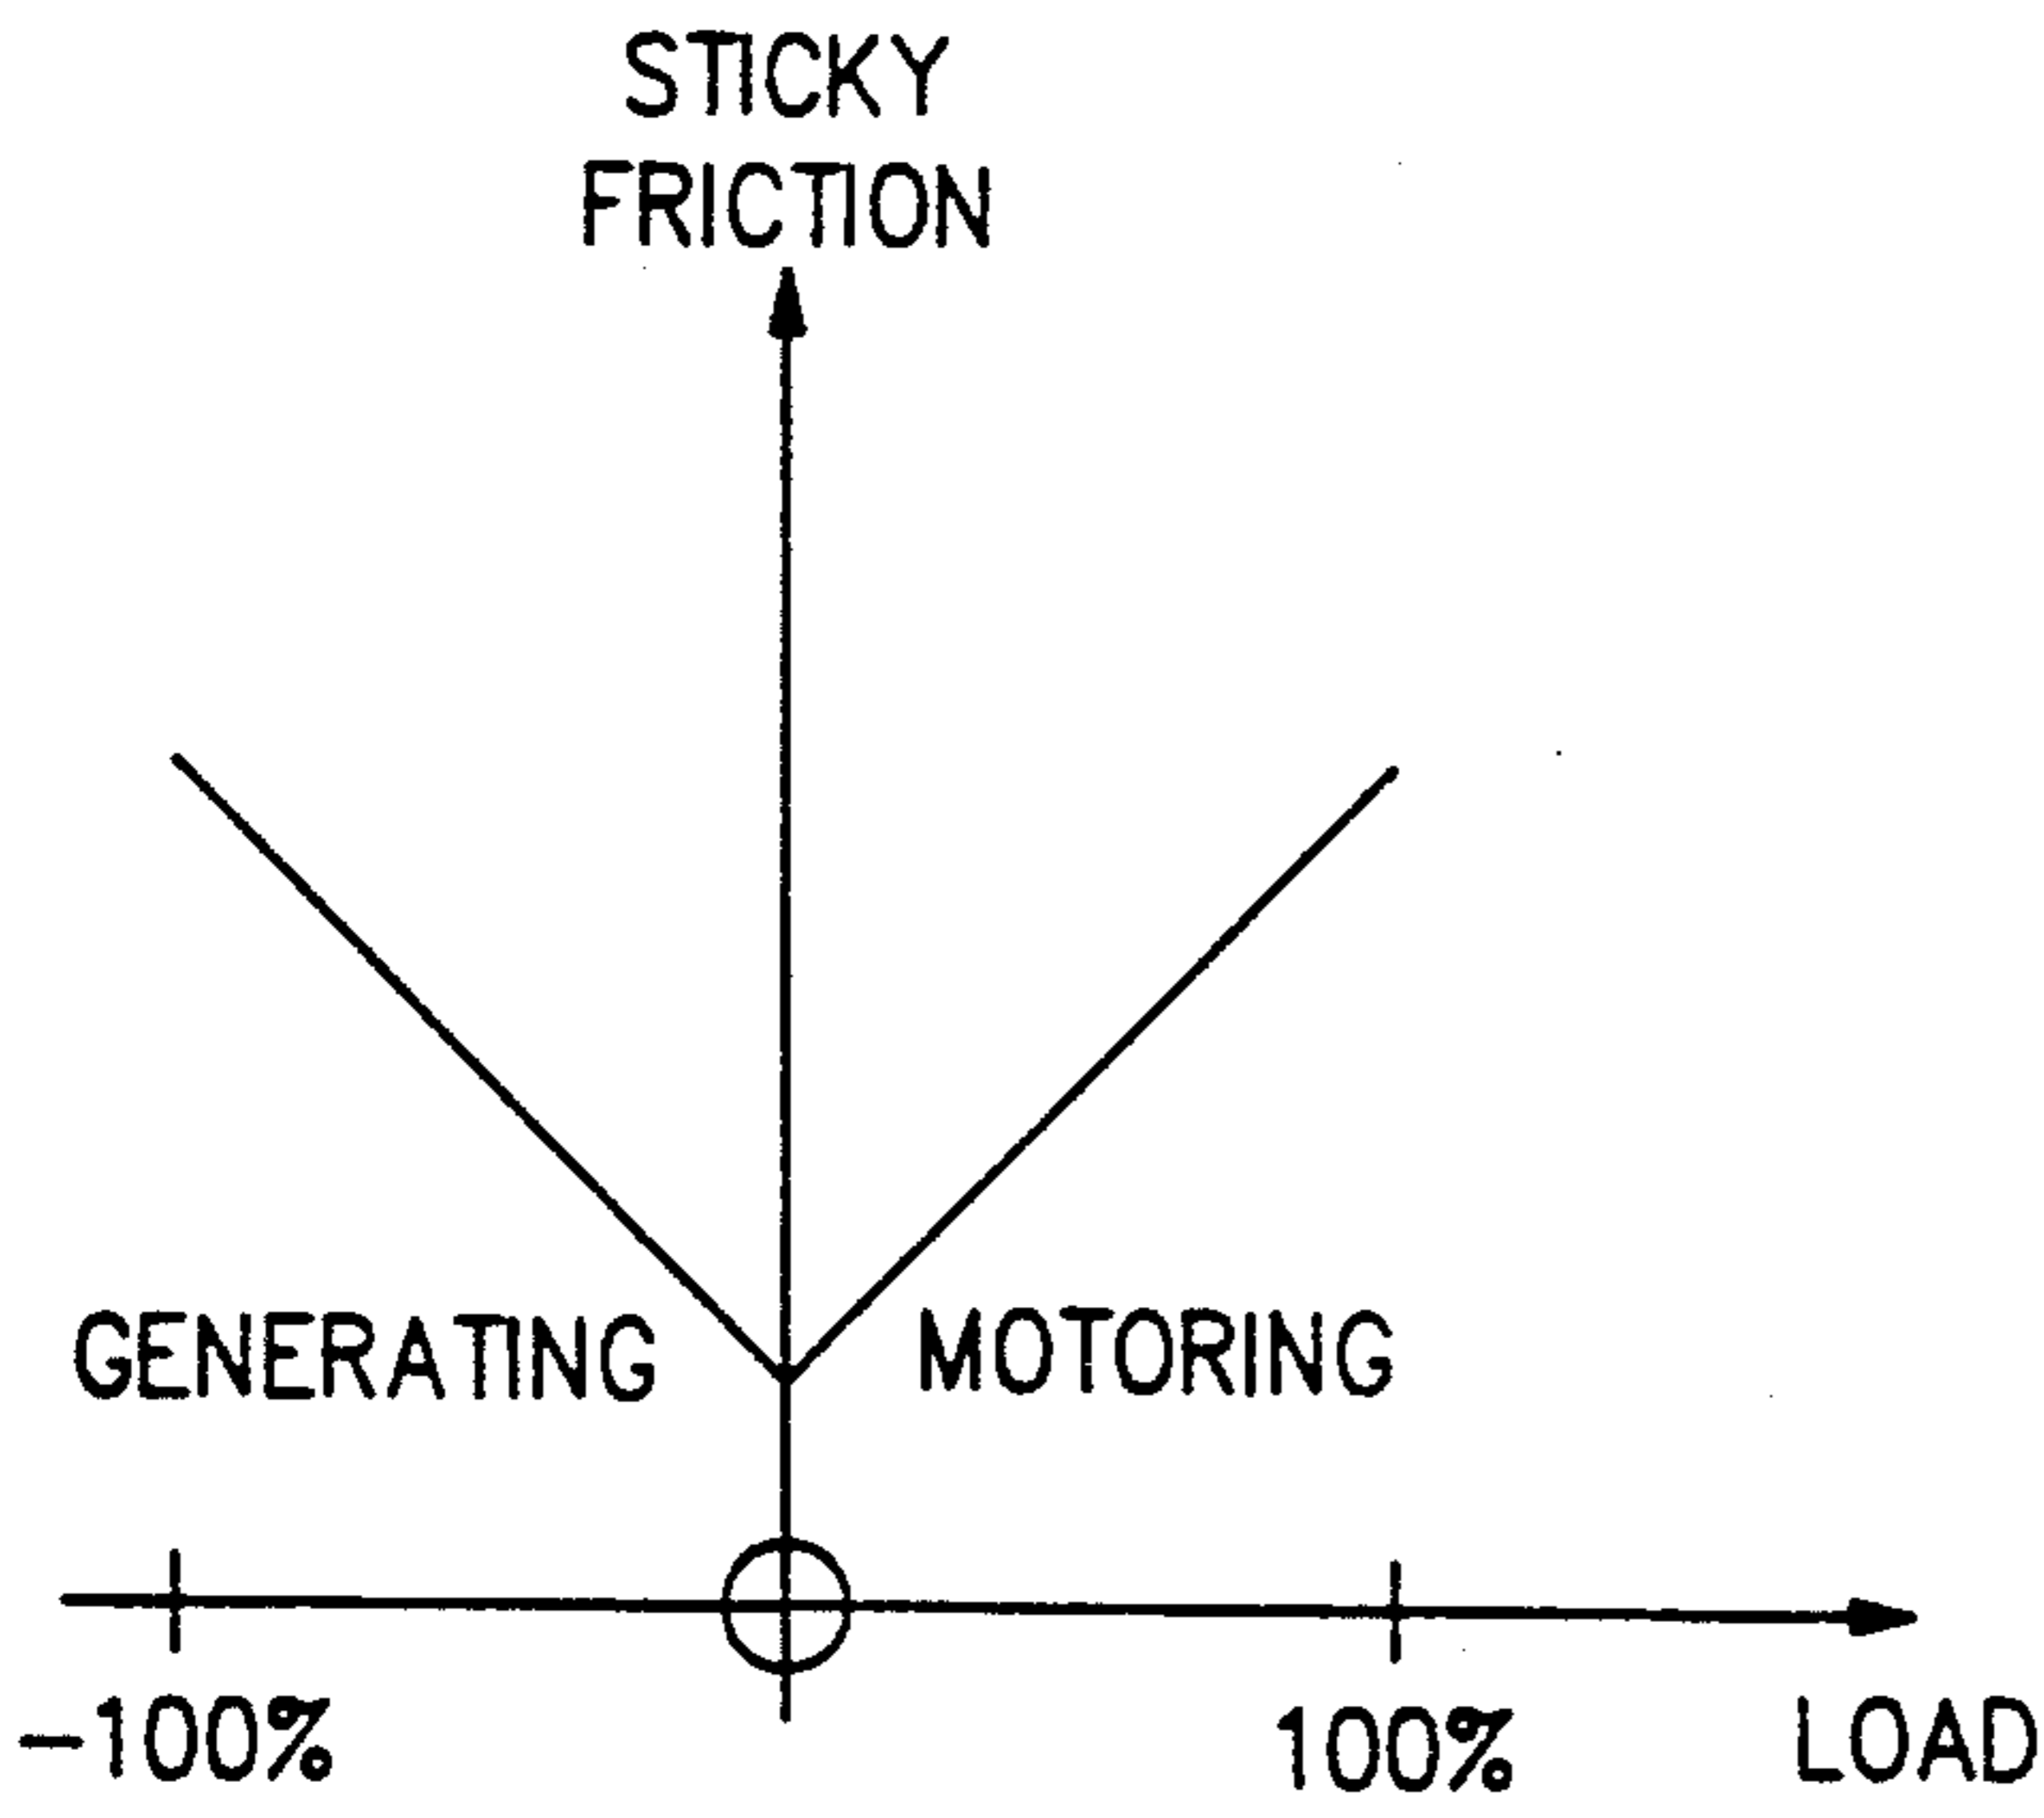 STICKY
FRICTION
GENERATING
MOTORING
-100%
100%
LOAD